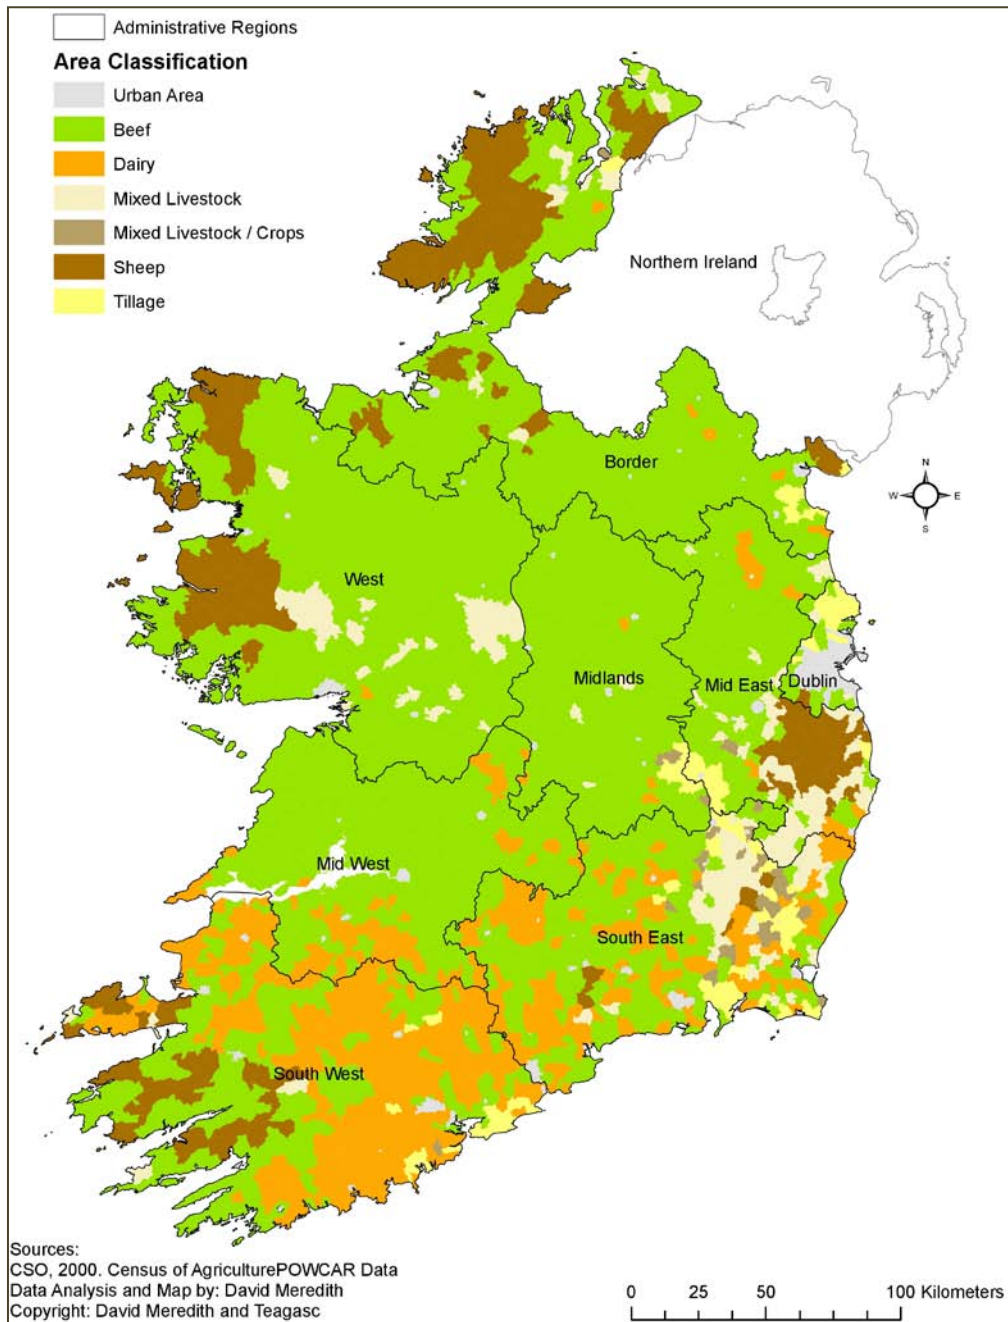 Administrative Regions
Area Classification
Urban Area
Beef
Dairy
Mixed Livestock
Mixed Livestock / Crops
Sheep
Tillage
Northern Ireland
Border
N
W E
S
West
Midlands
Mid East
Dublin
Mid West
South East
South West
Sources:
CSO, 2000. Census of AgriculturePOWCAR Data
Data Analysis and Map by: David Meredith
Copyright: David Meredith and Teagasc
0 25 50 100 Kilometers